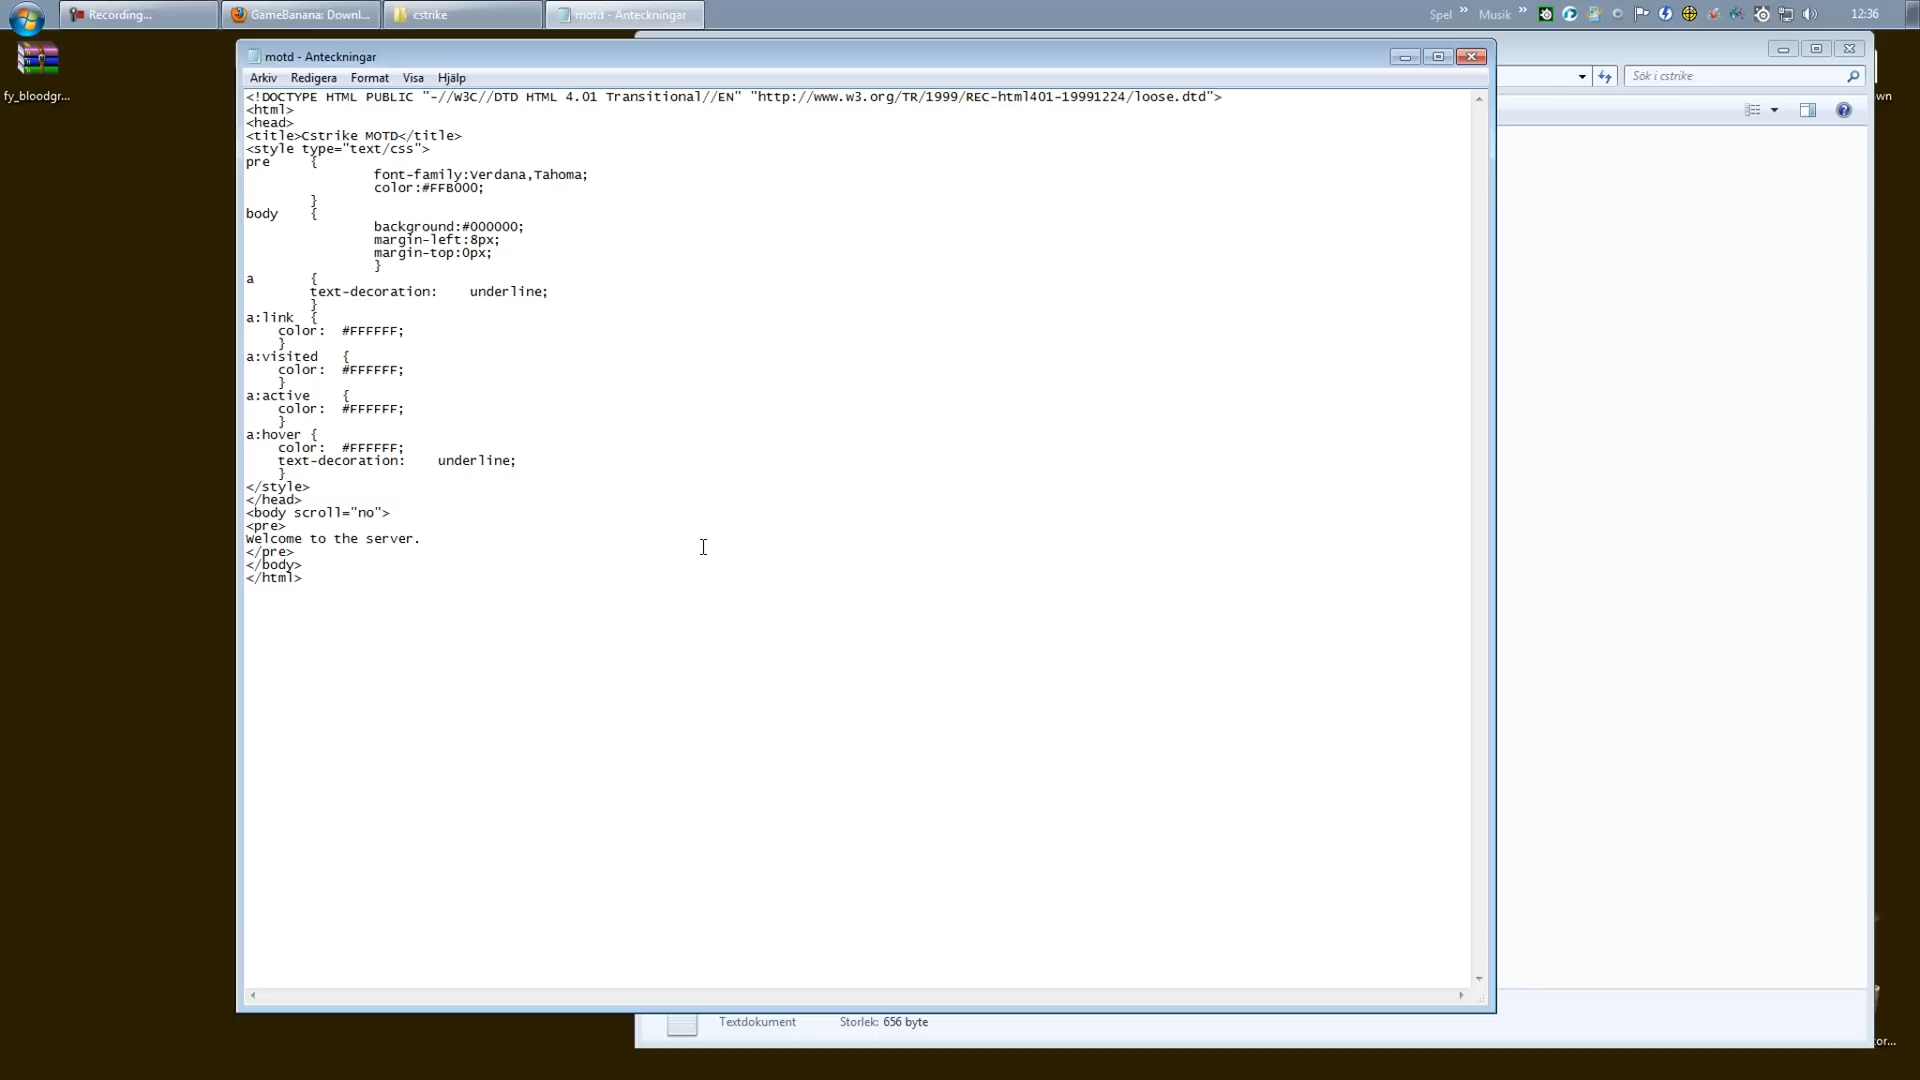 Recording...
GameBanana: Downl...
cstrike
motd - Anteckningar
Spel »
Musik »
12:36
fy_bloodgr...
motd - Anteckningar
Arkiv Redigera Format Visa Hjälp
Sök i cstrike
<!DOCTYPE HTML PUBLIC "-//W3C//DTD HTML 4.01 Transitional//EN" "http://www.w3.org/TR/1999/REC-html401-19991224/loose.dtd">
<html>
<head>
<title>Cstrike MOTD</title>
<style type="text/css">
pre {
font-family:Verdana,Tahoma;
color:#FFB000;
}
body {
background:#000000;
margin-left:8px;
margin-top:0px;
}
a {
text-decoration: underline;
}
a:link {
color: #FFFFFF;
}
a:visited {
color: #FFFFFF;
}
a:active {
color: #FFFFFF;
}
a:hover {
color: #FFFFFF;
text-decoration: underline;
}
</style>
</head>
<body scroll="no">
<pre>
Welcome to the server.
</pre>
</body>
</html>
Textdokument Storlek: 656 byte